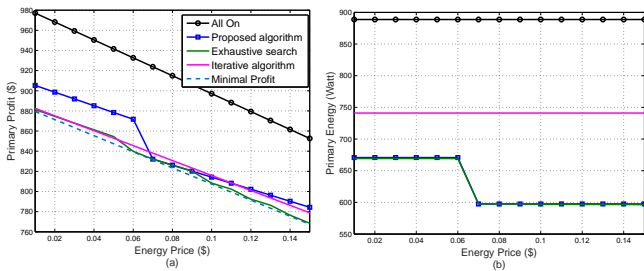 980
960
940
920
900
880
860
840
820
800
780
760
Primary Profit ($)
0.02 0.04 0.06 0.08 0.1 0.12 0.14
Energy Price ($)
(a)
All On
Proposed algorithm
Exhaustive search
Iterative algorithm
Minimal Profit
900
850
800
750
700
650
600
550
Primary Energy (Watt)
0.02 0.04 0.06 0.08 0.1 0.12 0.14
Energy Price ($)
(b)